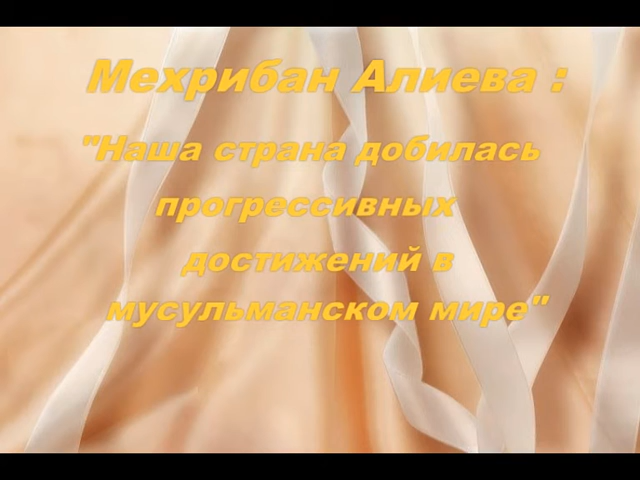 Мехрибан Алиева :
"Наша страна добилась
прогрессивных
достижений в
мусульманском мире"